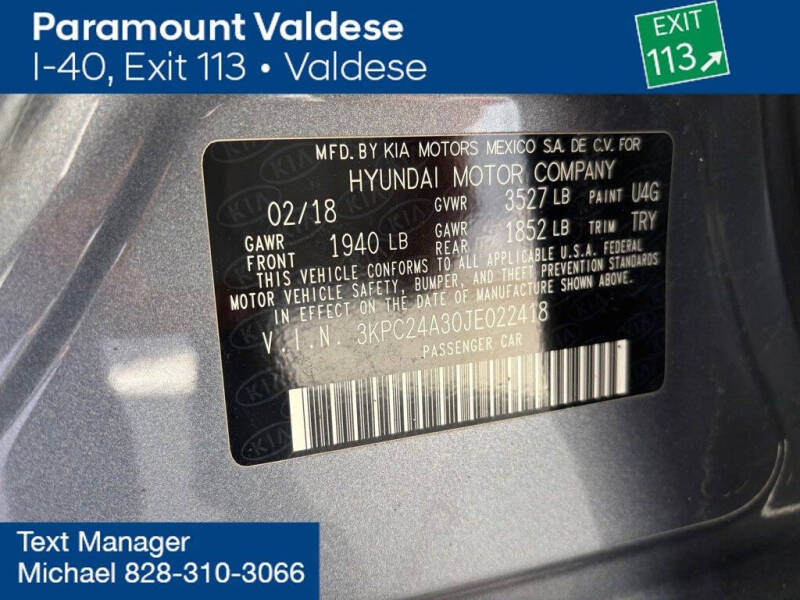 Paramount Valdese
I-40, Exit 113 • Valdese
EXIT
113
MFD. BY KIA MOTORS MEXICO S.A. DE C.V. FOR
HYUNDAI MOTOR COMPANY
02/18 GVWR 3527 LB PAINT U4G
GAWR FRONT 1940 LB GAWR REAR 1852 LB TRIM TRY
THIS VEHICLE CONFORMS TO ALL APPLICABLE U.S.A. FEDERAL
MOTOR VEHICLE SAFETY, BUMPER, AND THEFT PREVENTION STANDARDS
IN EFFECT ON THE DATE OF MANUFACTURE SHOWN ABOVE.
V.I.N. 3KPC24A30JE022418
PASSENGER CAR
Text Manager
Michael 828-310-3066